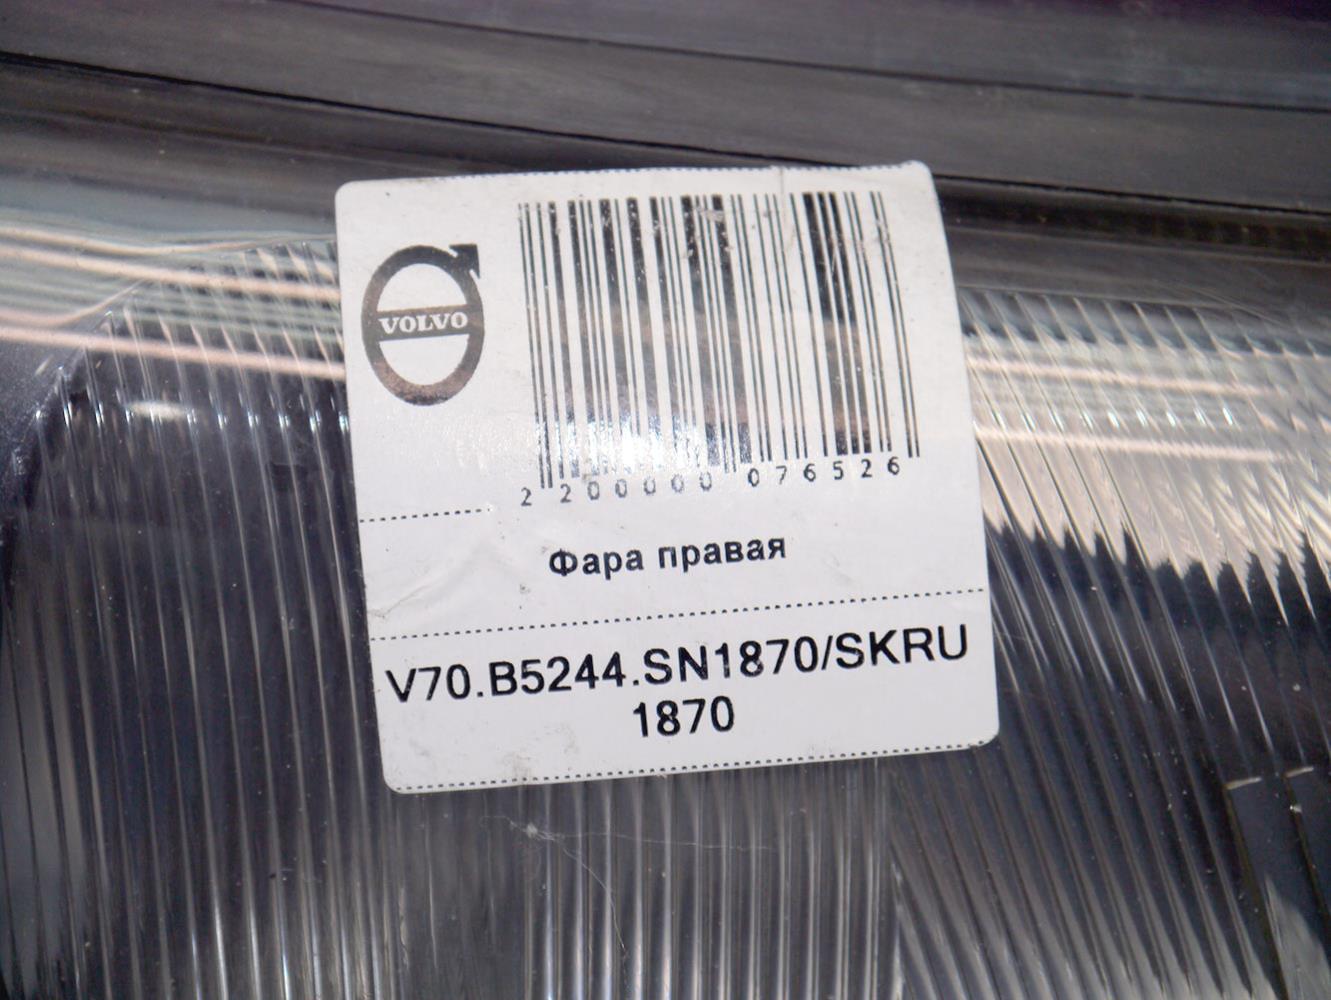 VOLVO
2 200000 076526
Фара правая
V70.B5244.SN1870/SKRU
1870